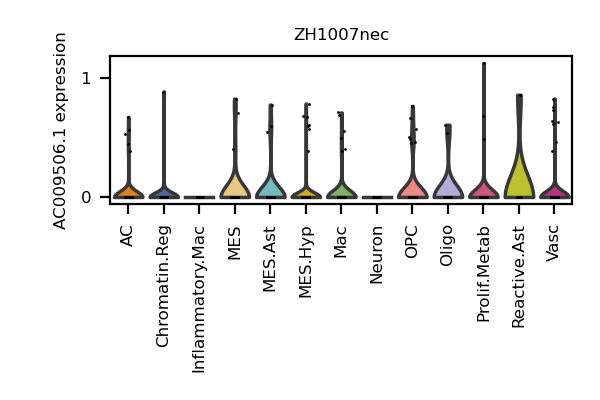 ZH1007nec
AC009506.1 expression
1
0
AC
Chromatin.Reg
Inflammatory.Mac
MES
MES.Ast
MES.Hyp
Mac
Neuron
OPC
Oligo
Prolif.Metab
Reactive.Ast
Vasc